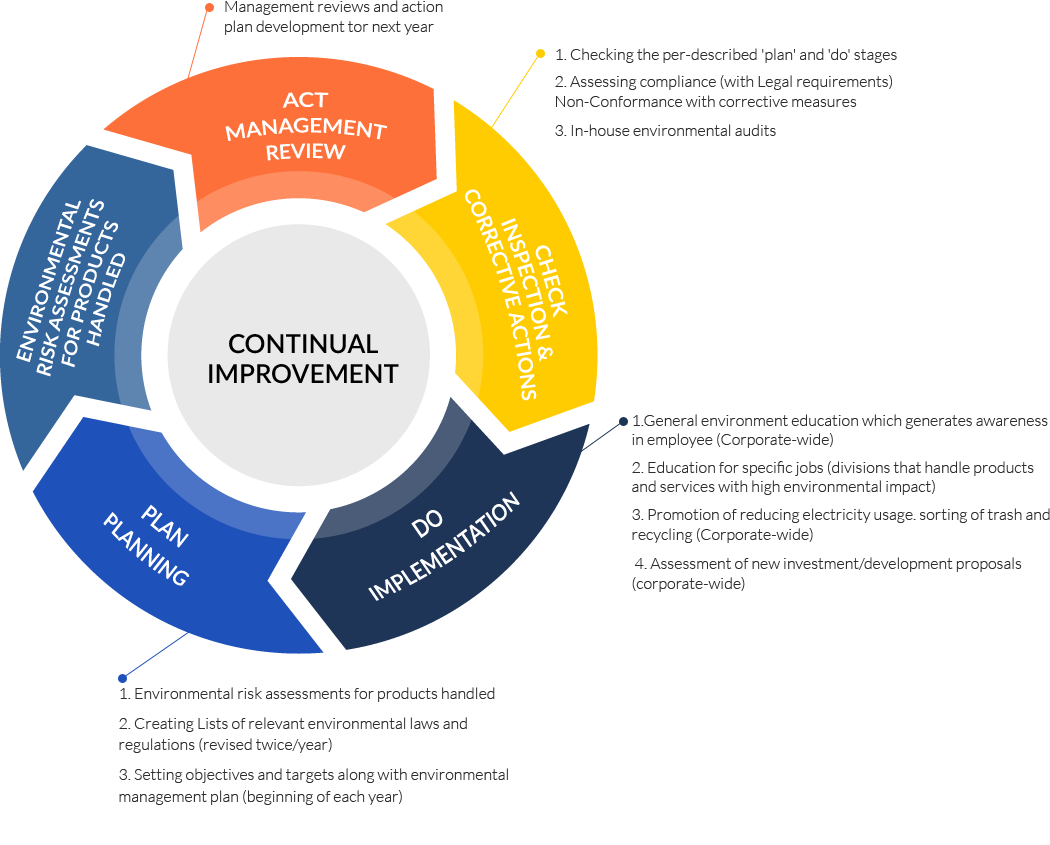 Management reviews and action
plan development tor next year
1. Checking the per-described 'plan' and 'do' stages
2. Assessing compliance (with Legal requirements)
Non-Conformance with corrective measures
3. In-house environmental audits
ACT
MANAGEMENT
REVIEW
CHECK
INSPECTION &
CORRECTIVE ACTIONS
ENVIRONMENTAL
RISK ASSESSMENTS
FOR PRODUCTS
HANDLED
CONTINUAL
IMPROVEMENT
1.General environment education which generates awareness
in employee (Corporate-wide)
2. Education for specific jobs (divisions that handle products
and services with high environmental impact)
3. Promotion of reducing electricity usage. sorting of trash and
recycling (Corporate-wide)
4. Assessment of new investment/development proposals
(corporate-wide)
PLAN
PLANNING
DO
IMPLEMENTATION
1. Environmental risk assessments for products handled
2. Creating Lists of relevant environmental laws and
regulations (revised twice/year)
3. Setting objectives and targets along with environmental
management plan (beginning of each year)